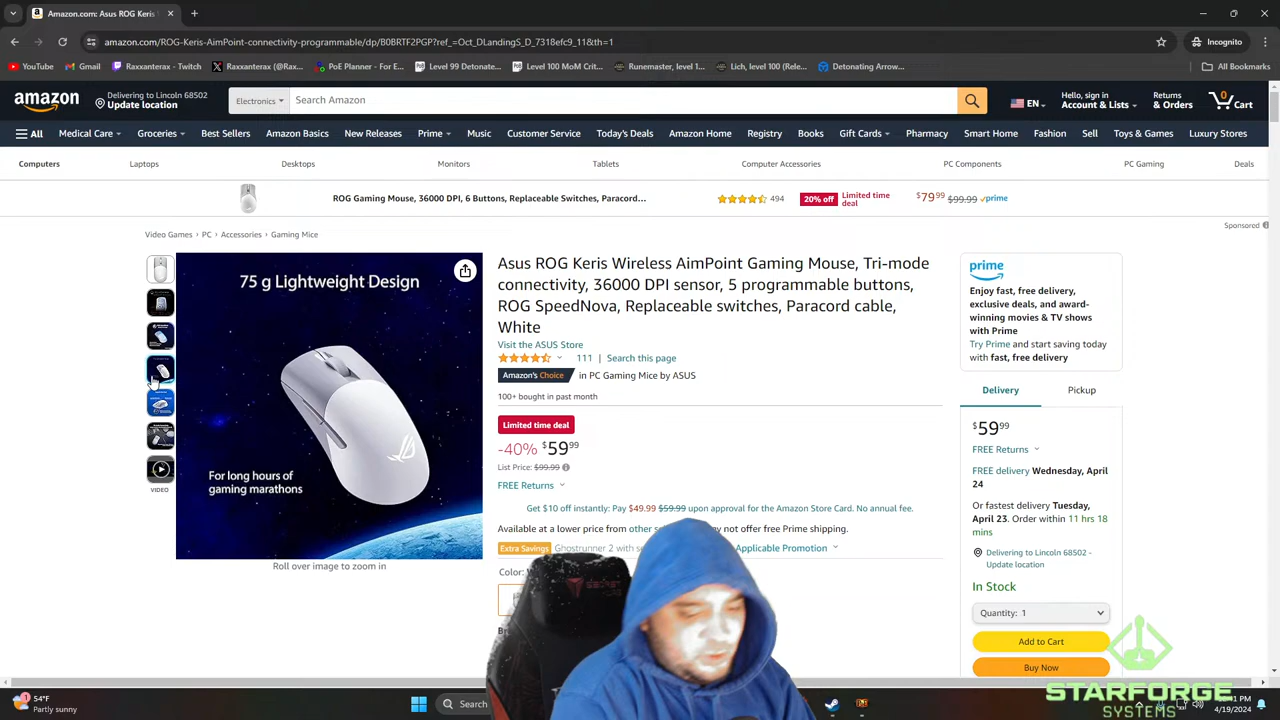 Asus ROG Keris
amazon.com/ROG-Keris-AimPoint-connectivity-programmable/dp/B0BRTF2PGP?ref_=Oct_DLandingS_D_7318efc9_11&th=1
Incognito
YouTube
Gmail
Raxxanterax - Twitch
Raxxanterax (@Rax...
PoE Planner - For E...
Level 99 Detonate...
Level 100 MoM Crit...
Runemaster, level 1...
Lich, level 100 (Rele...
Detonating Arrow...
All Bookmarks
amazon
Delivering to Lincoln 68502
Update location
Electronics
Search Amazon
EN
Hello, sign in
Account & Lists
Returns
& Orders
0
Cart
All
Medical Care
Groceries
Best Sellers
Amazon Basics
New Releases
Prime
Music
Customer Service
Today's Deals
Amazon Home
Registry
Books
Gift Cards
Pharmacy
Smart Home
Fashion
Sell
Toys & Games
Luxury Stores
Computers
Laptops
Desktops
Monitors
Tablets
Computer Accessories
PC Components
PC Gaming
Deals
ROG Gaming Mouse, 36000 DPI, 6 Buttons, Replaceable Switches, Paracord...
494
20% off
Limited time
deal
$79.99 $99.99 prime
Sponsored
Video Games › PC › Accessories › Gaming Mice
75 g Lightweight Design
For long hours of
gaming marathons
VIDEO
Roll over image to zoom in
Asus ROG Keris Wireless AimPoint Gaming Mouse, Tri-mode
connectivity, 36000 DPI sensor, 5 programmable buttons,
ROG SpeedNova, Replaceable switches, Paracord cable,
White
Visit the ASUS Store
111 | Search this page
Amazon's Choice in PC Gaming Mice by ASUS
100+ bought in past month
Limited time deal
-40% $59 99
List Price: $99.99
FREE Returns
Get $10 off instantly: Pay $49.99 $59.99 upon approval for the Amazon Store Card. No annual fee.
Available at a lower price from other may not offer free Prime shipping.
Extra Savings Ghostrunner 2 with Applicable Promotion
Color:
prime
Enjoy fast, free delivery,
exclusive deals, and award-
winning movies & TV shows
with Prime
Try Prime and start saving today
with fast, free delivery
Delivery
Pickup
$59 99
FREE Returns
FREE delivery Wednesday, April
24
Or fastest delivery Tuesday,
April 23. Order within 11 hrs 18
mins
Delivering to Lincoln 68502 -
Update location
In Stock
Quantity: 1
Add to Cart
Buy Now
STARFORGE
SYSTEMS
54°F
Partly sunny
Search
PM
4/19/2024